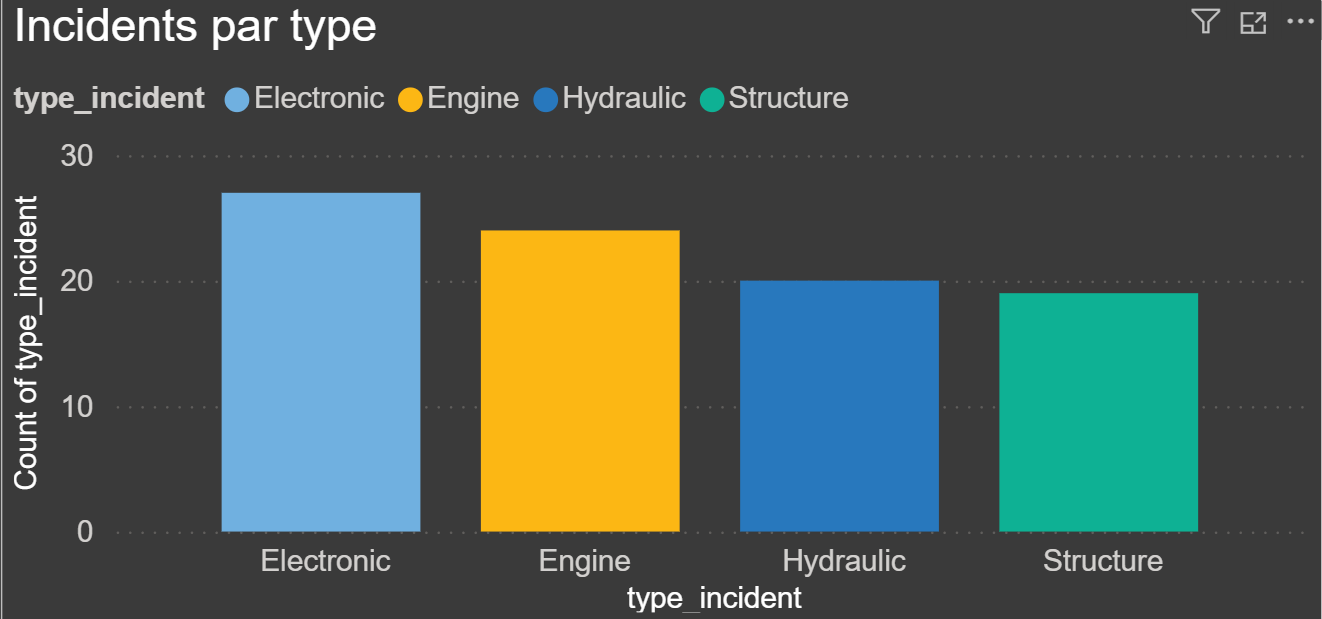 Incidents par type
type_incident Electronic Engine Hydraulic Structure
30
20
10
0
Count of type_incident
Electronic Engine Hydraulic Structure
type_incident